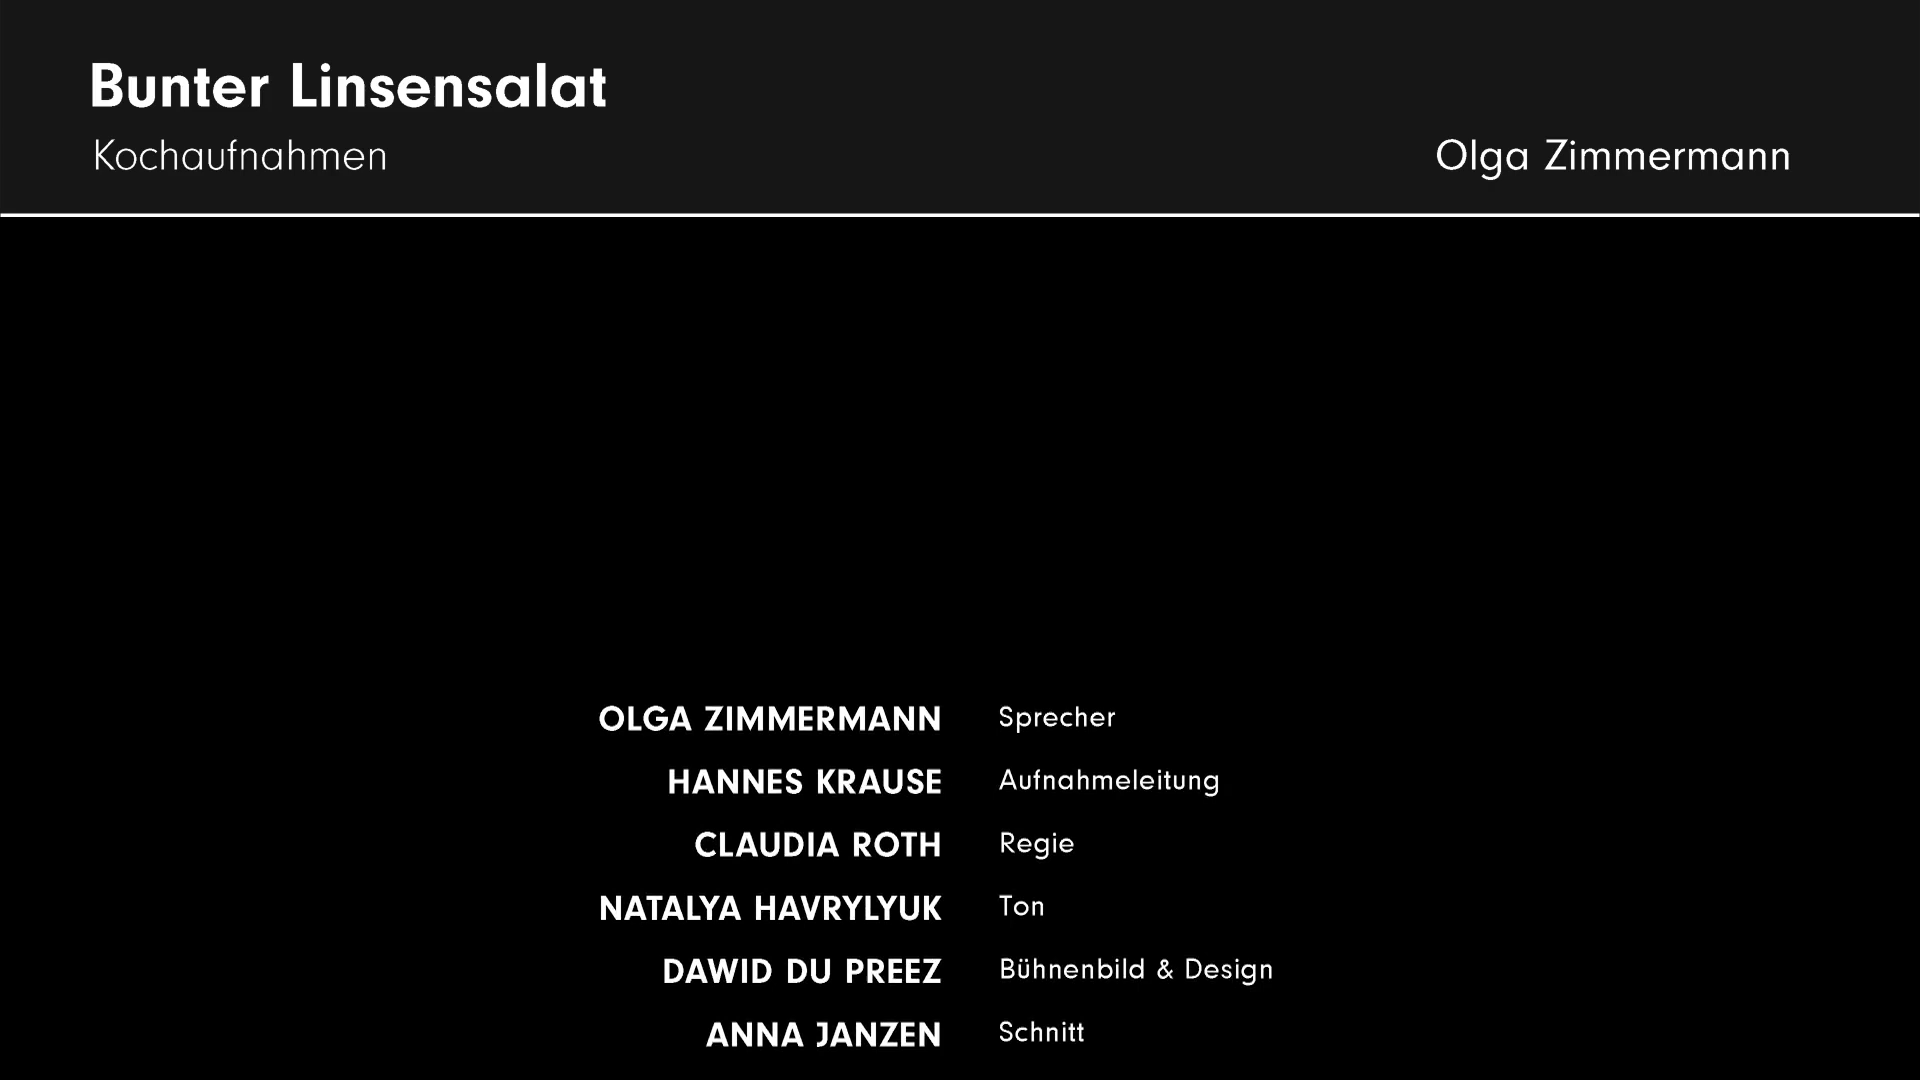 Bunter Linsensalat
Kochaufnahmen
Olga Zimmermann
OLGA ZIMMERMANN Sprecher
HANNES KRAUSE Aufnahmeleitung
CLAUDIA ROTH Regie
NATALYA HAVRYLYUK Ton
DAWID DU PREEZ Bühnenbild & Design
ANNA JANZEN Schnitt